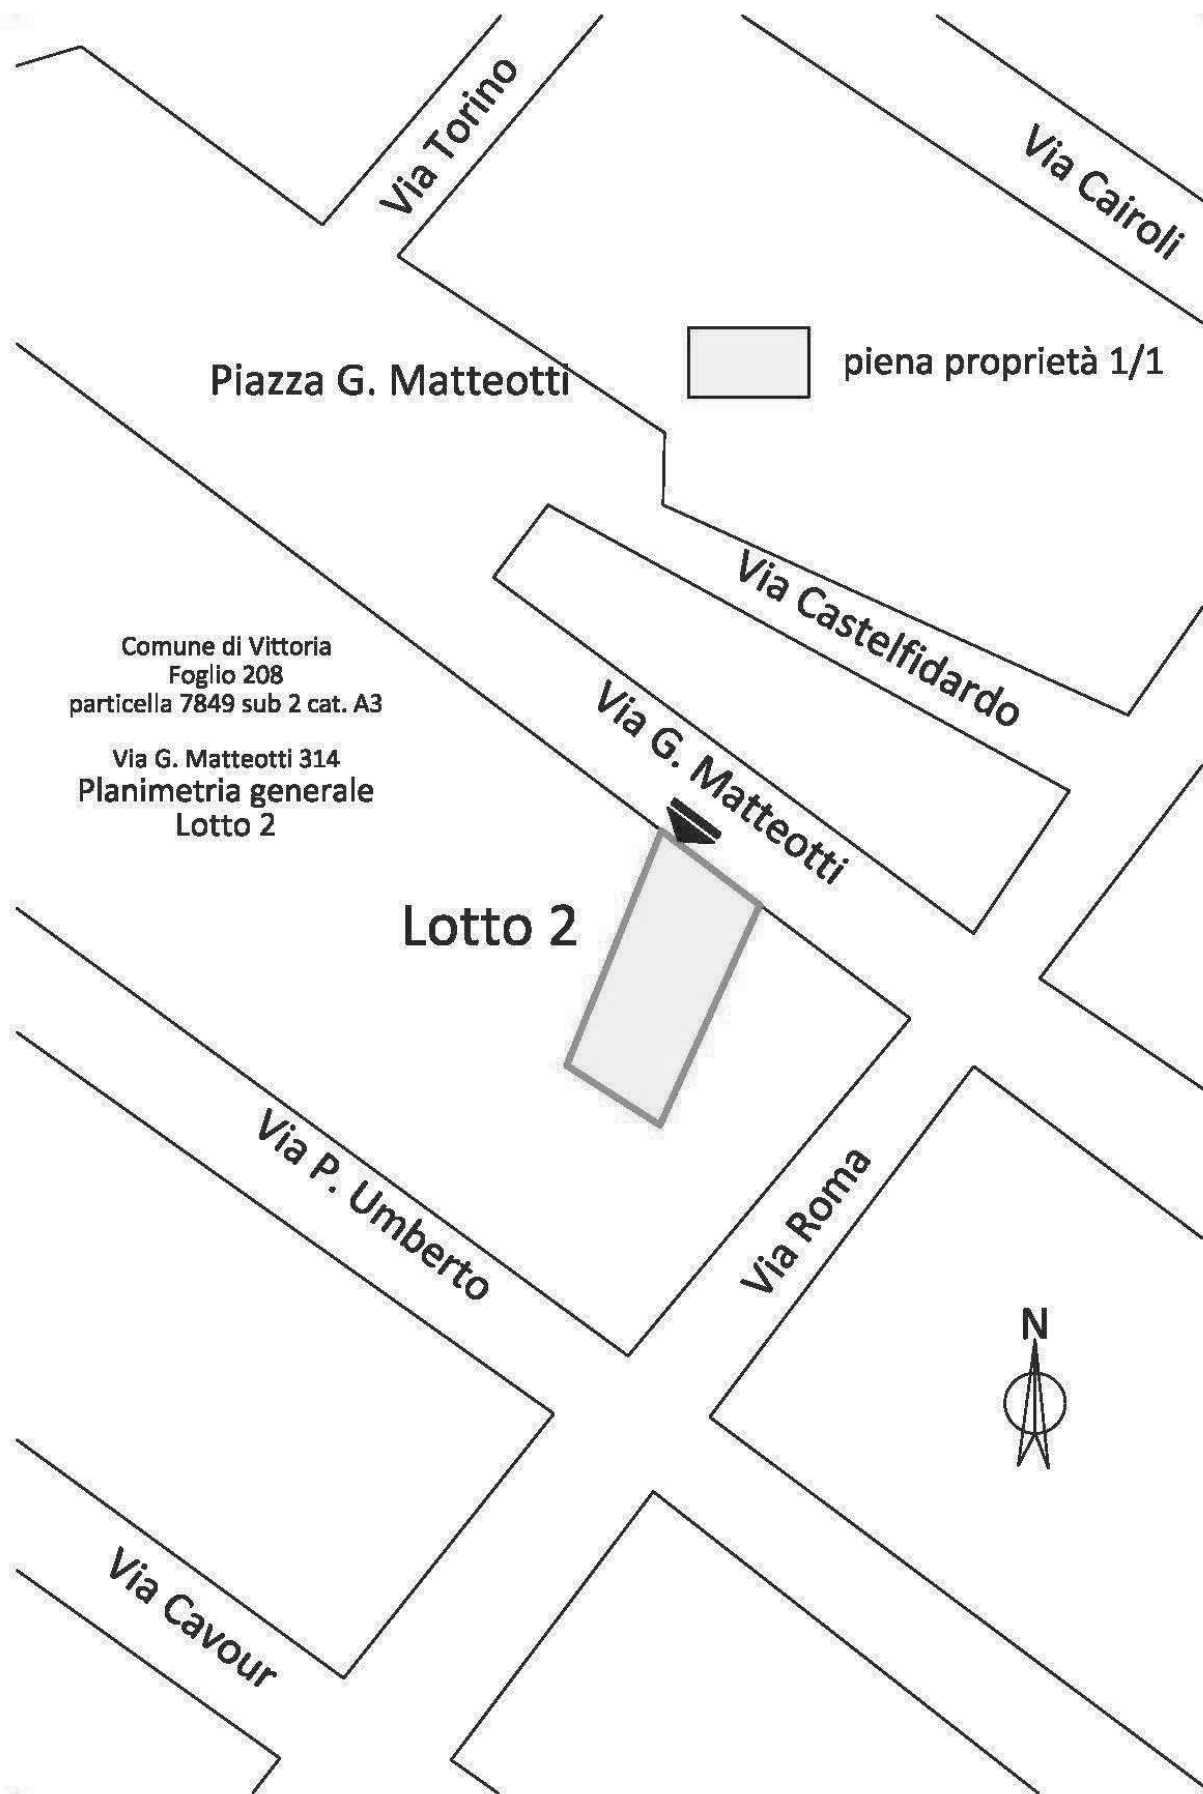 Via Torino
Via Cairoli
piena proprietà 1/1
Piazza G. Matteotti
Via Castelfidardo
Comune di Vittoria
Foglio 208
particella 7849 sub 2 cat. A3
Via G. Matteotti 314
Planimetria generale
Lotto 2
Via G. Matteotti
Lotto 2
Via P. Umberto
Via Roma
N
Via Cavour